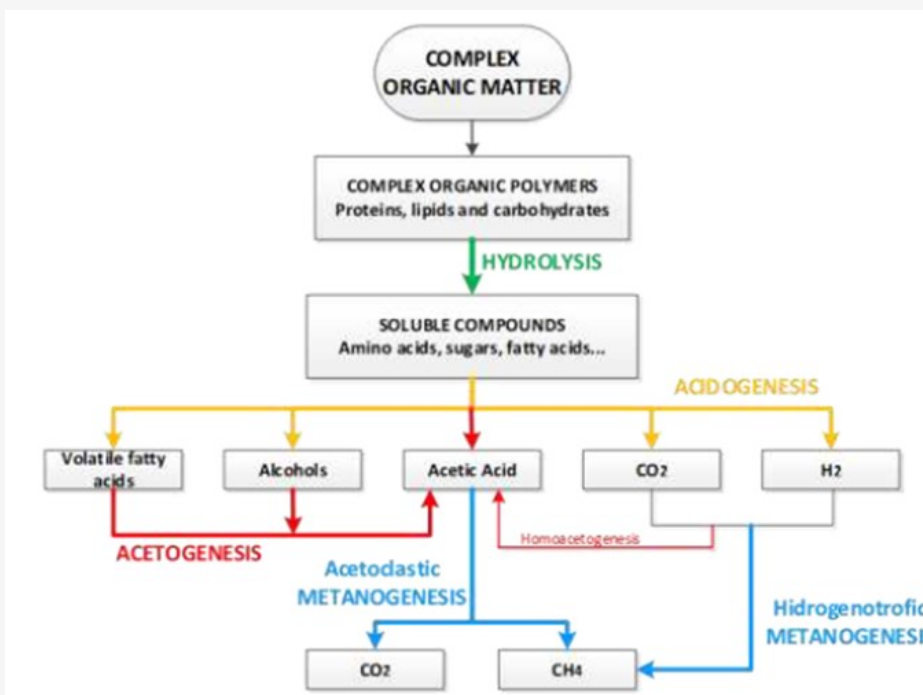 COMPLEX
ORGANIC MATTER
COMPLEX ORGANIC POLYMERS
Proteins, lipids and carbohydrates
HYDROLYSIS
SOLUBLE COMPOUNDS
Amino acids, sugars, fatty acids...
ACIDOGENESIS
Volatile fatty
acids
Alcohols
Acetic Acid
CO2
H2
ACETOGENESIS
Homoacetogenesis
Acetoclastic
METANOGENESIS
Hidrogenotrofic
METANOGENESI
CO2
CH4